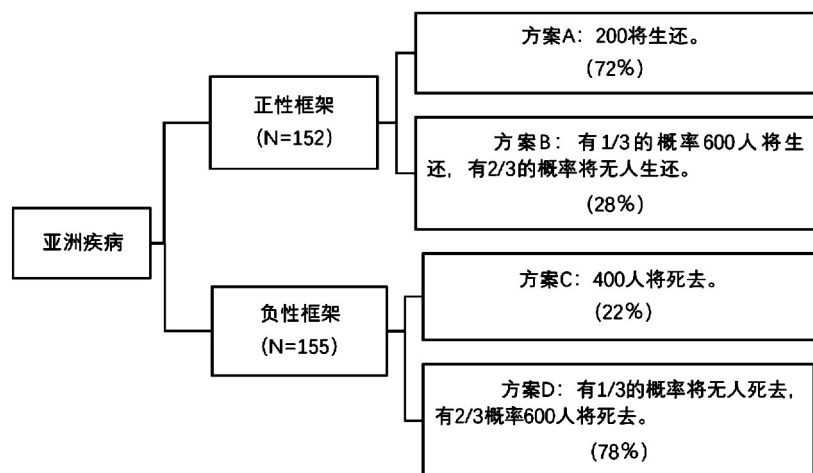 亚洲疾病
正性框架
(N=152)
方案A：200将生还。
(72%)
方案B：有1/3的概率600人将生
还，有2/3的概率将无人生还。
(28%)
负性框架
(N=155)
方案C：400人将死去。
(22%)
方案D：有1/3的概率将无人死去，
有2/3概率600人将死去。
(78%)